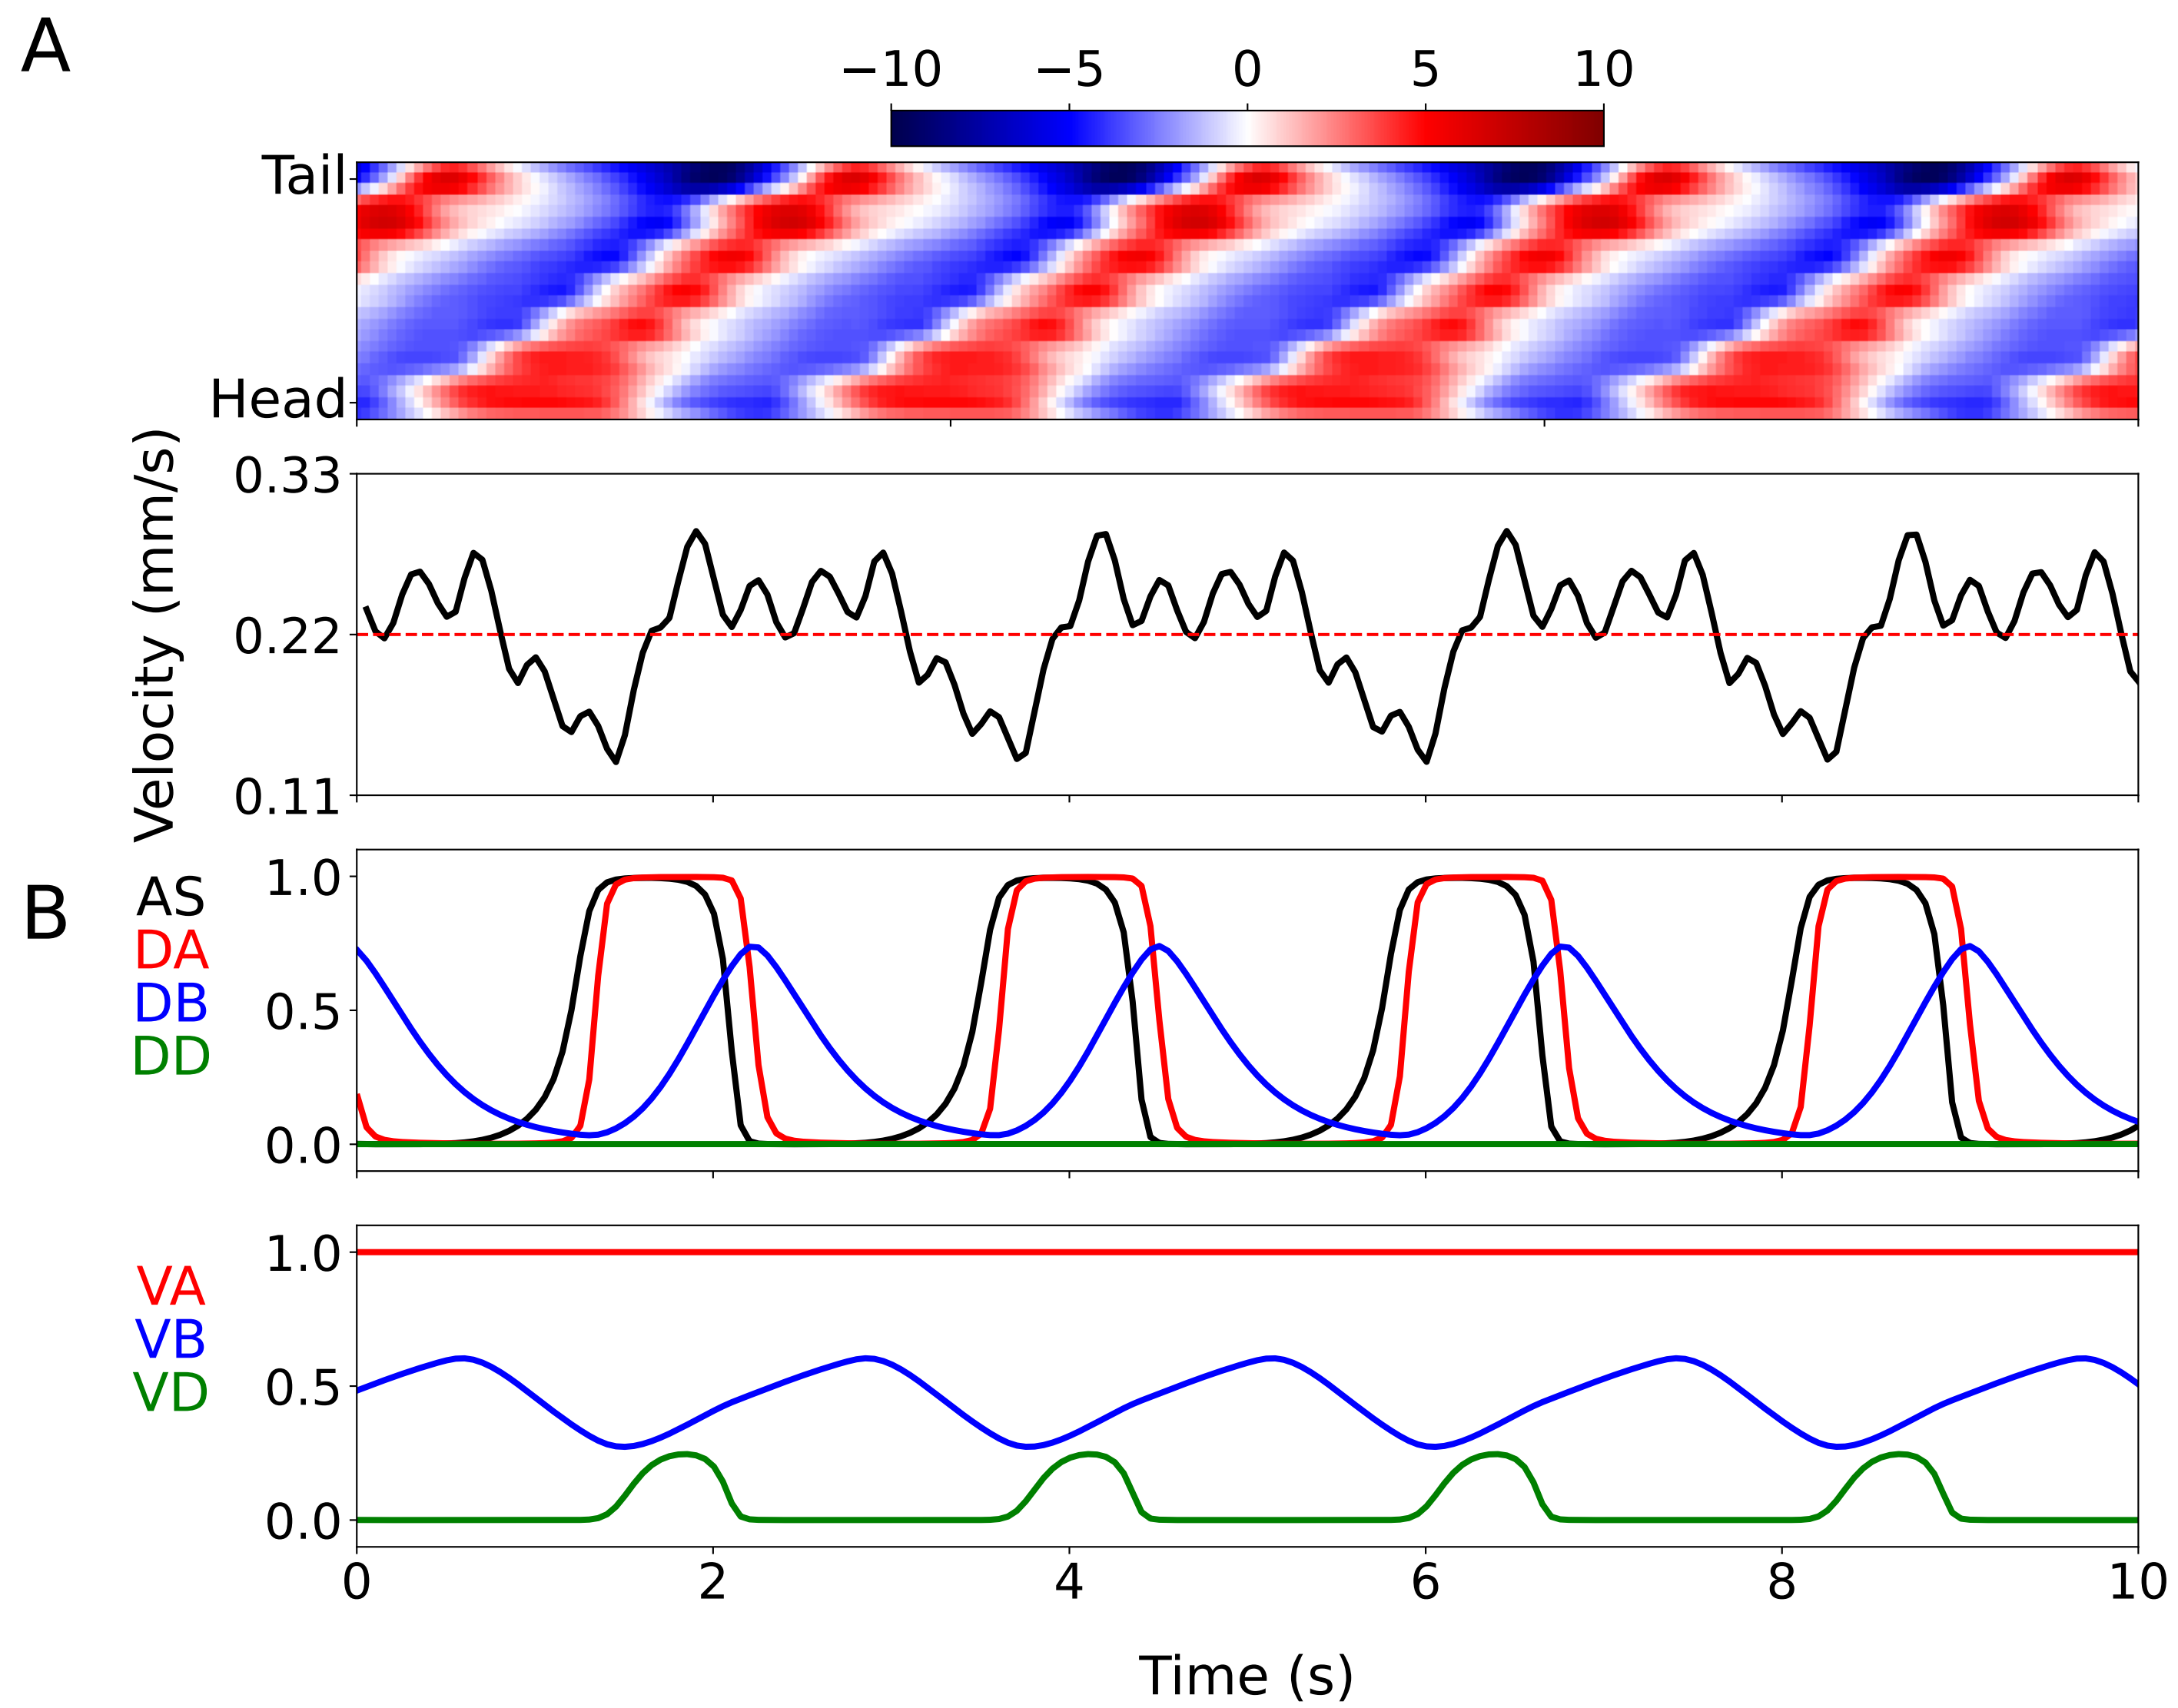 A
−10 −5 0 5 10
Tail
Head
Velocity (mm/s)
0.33
0.22
0.11
B
AS
DA
DB
DD
1.0
0.5
0.0
VA
VB
VD
1.0
0.5
0.0
0 2 4 6 8 10
Time (s)